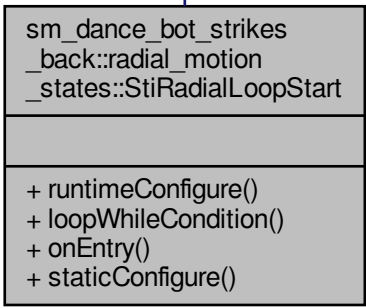 sm_dance_bot_strikes
_back::radial_motion
_states::StiRadialLoopStart
+ runtimeConfigure()
+ loopWhileCondition()
+ onEntry()
+ staticConfigure()